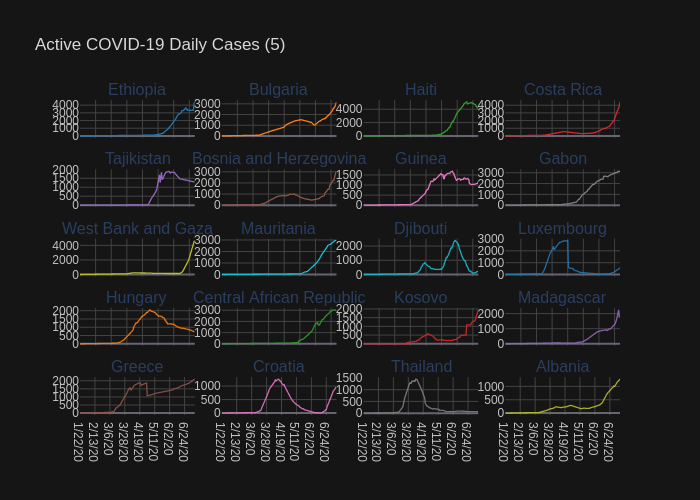 Active COVID-19 Daily Cases (5)
Ethiopia Bulgaria Haiti Costa Rica
4000 3000 2000 1000 0
3000 2000 1000 0
4000 2000 0
4000 3000 2000 1000 0
Tajikistan Bosnia and Herzegovina Guinea Gabon
2000 1500 1000 500 0
3000 2000 1000 0
1500 1000 500 0
3000 2000 1000 0
West Bank and Gaza Mauritania Djibouti Luxembourg
4000 2000 0
3000 2000 1000 0
2000 1000 0
3000 2000 1000 0
Hungary Central African Republic Kosovo Madagascar
2000 1500 1000 500 0
3000 2000 1000 0
2000 1500 1000 500 0
2000 1000 0
Greece Croatia Thailand Albania
2000 1500 1000 500 0
1000 500 0
1500 1000 500 0
1000 500 0
1/22/20 2/13/20 3/6/20 3/28/20 4/19/20 5/11/20 6/2/20 6/24/20
1/22/20 2/13/20 3/6/20 3/28/20 4/19/20 5/11/20 6/2/20 6/24/20
1/22/20 2/13/20 3/6/20 3/28/20 4/19/20 5/11/20 6/2/20 6/24/20
1/22/20 2/13/20 3/6/20 3/28/20 4/19/20 5/11/20 6/2/20 6/24/20